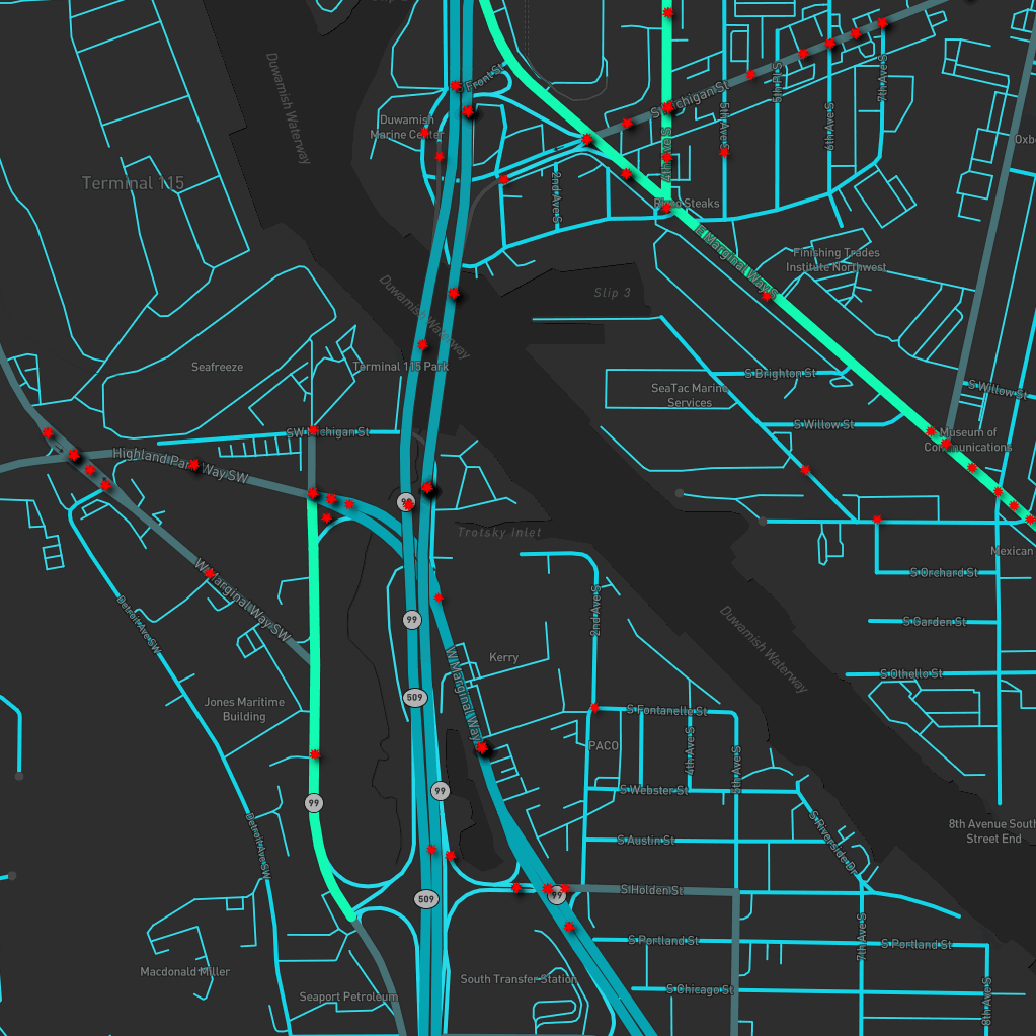 Duwamish Waterway
S Front St
5th Pl S
7th Ave S
S Michigan St
Duwamish
Marine Center
5th Ave S
6th Ave S
4th Ave S
Terminal 115
2nd Ave S
E Marginal Way S
Finishing Trades
Institute Northwest
Slip 3
Duwamish Waterway
Terminal 115 Park
Seafreeze
S Brighton St
SeaTac Marine
Services
S Willow St
S Willow St
SW Michigan St
Museum of
Communications
Highland Park Way SW
99
Trotsky Inlet
Mexican
S Orchard St
W Marginal Way SW
Detroit Ave SW
2nd Ave S
99
S Garden St
Duwamish Waterway
Kerry
W Marginal Way
S Othello St
509
Jones Maritime
Building
S Fontanelle St
PACO
4th Ave S
5th Ave S
99
99
S Webster St
S Riverside Dr
8th Avenue South
Street End
Detroit Ave SW
S Austin St
S Holden St
99
509
7th Ave S
S Portland St
S Portland St
Macdonald Miller
South Transfer Station
S Chicago St
Seaport Petroleum
8th Ave S